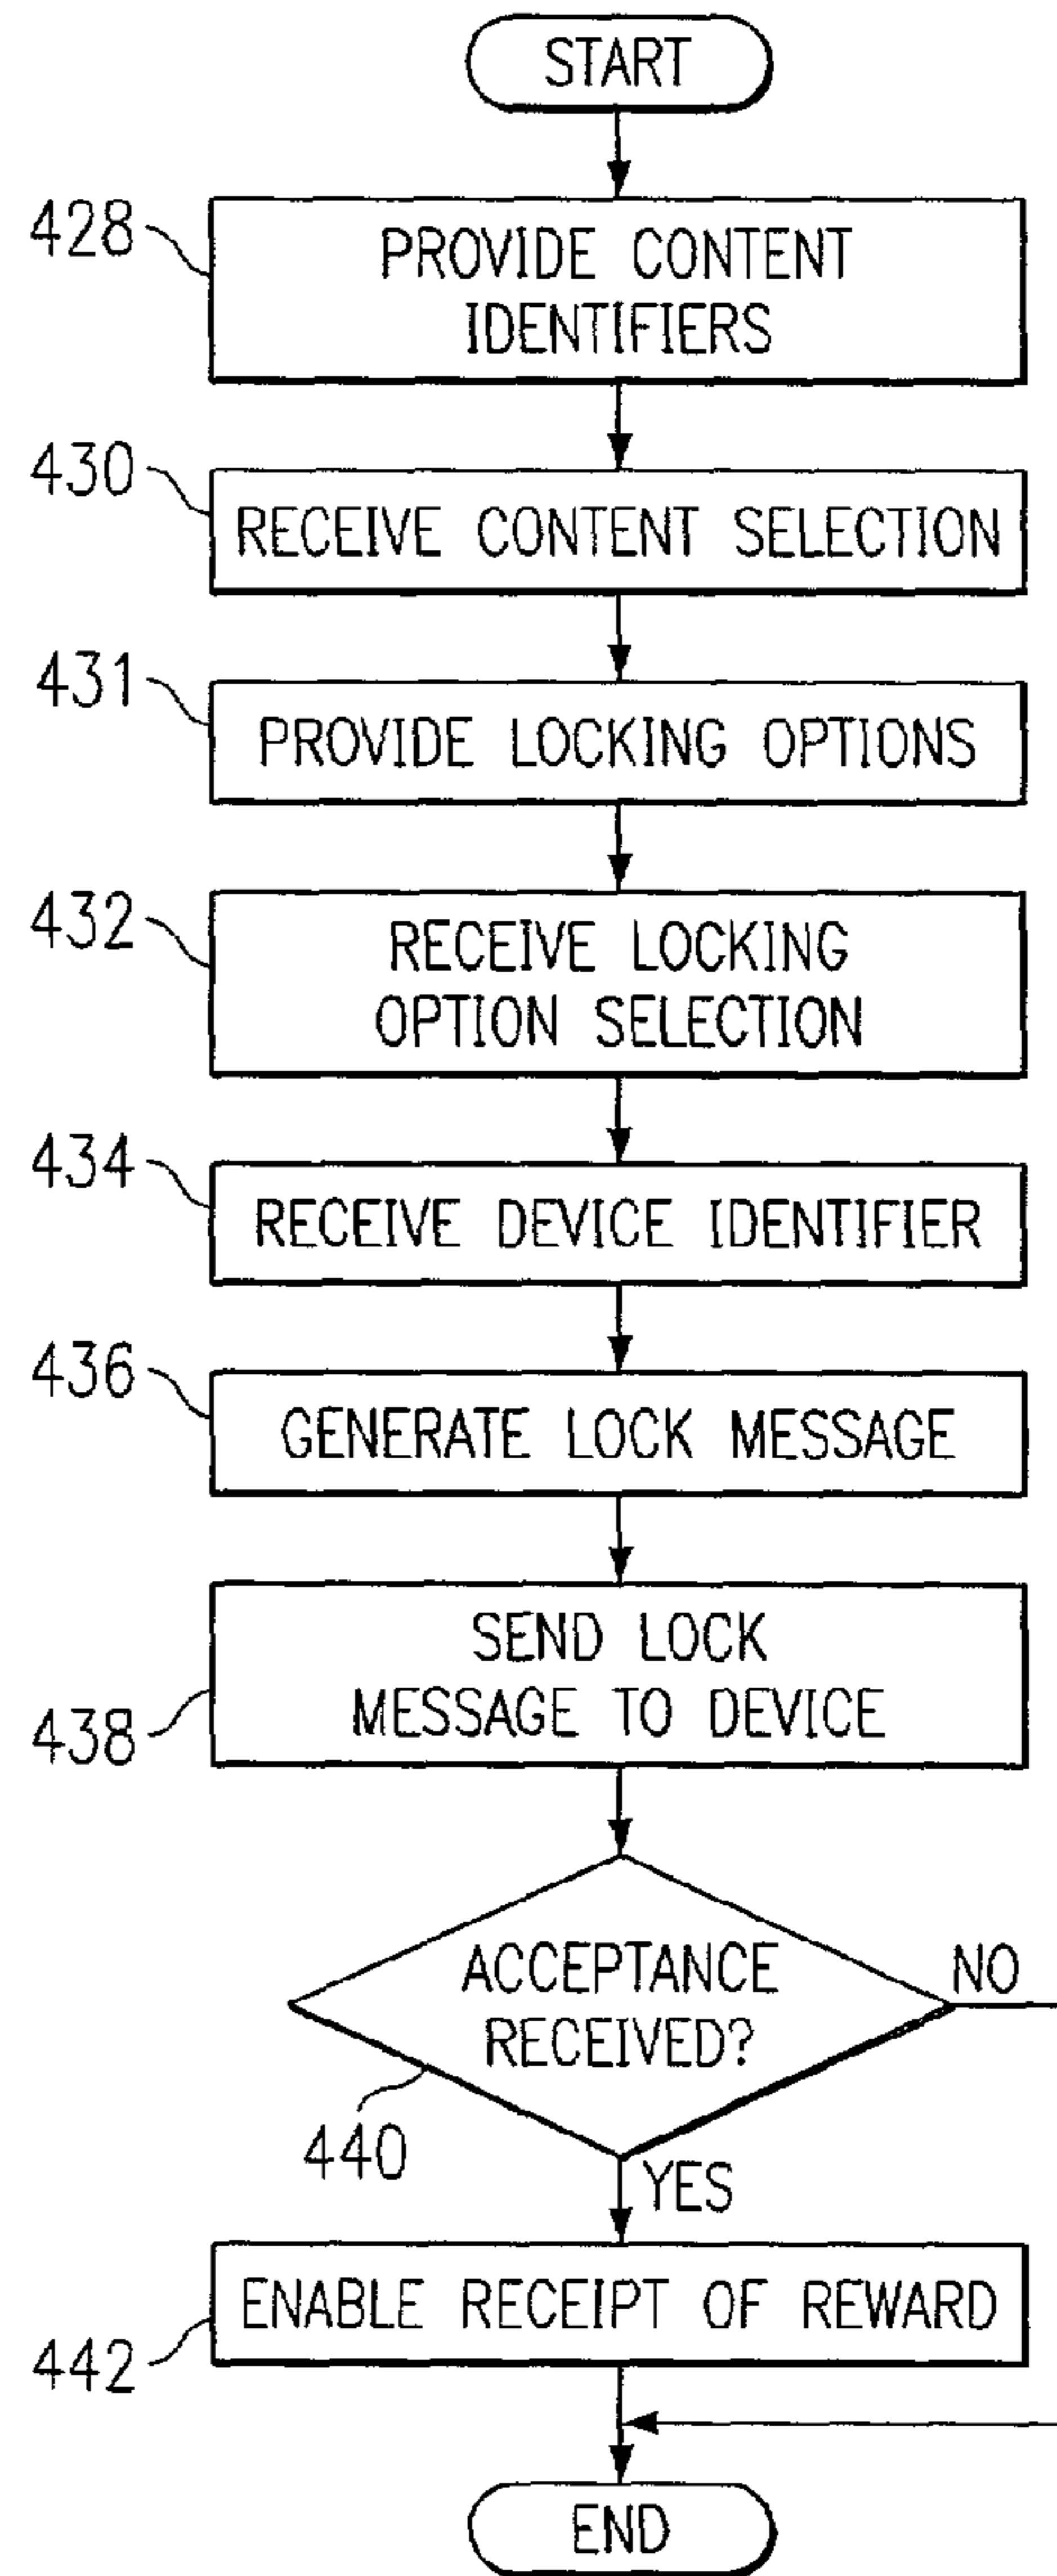 START
428
PROVIDE CONTENT
IDENTIFIERS
430
RECEIVE CONTENT SELECTION
431
PROVIDE LOCKING OPTIONS
432
RECEIVE LOCKING
OPTION SELECTION
434
RECEIVE DEVICE IDENTIFIER
436
GENERATE LOCK MESSAGE
SEND LOCK
MESSAGE TO DEVICE
438
ACCEPTANCE
RECEIVED?
NO
440
YES
ENABLE RECEIPT OF REWARD
442
END